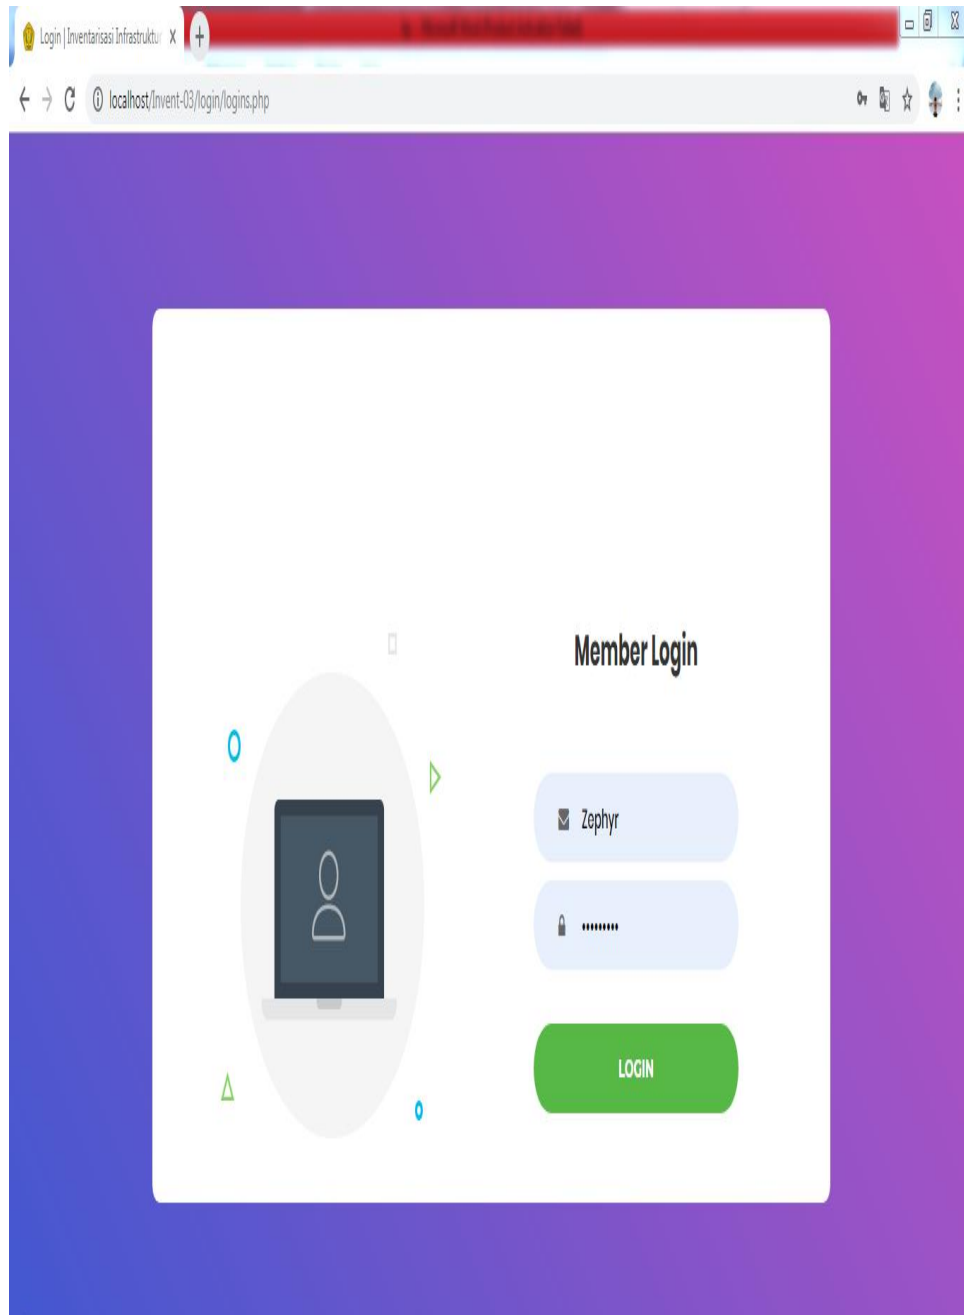 Login | Inventarisasi Infrastruktur
localhost/Invent-03/login/logins.php
Member Login
Zephyr
LOGIN